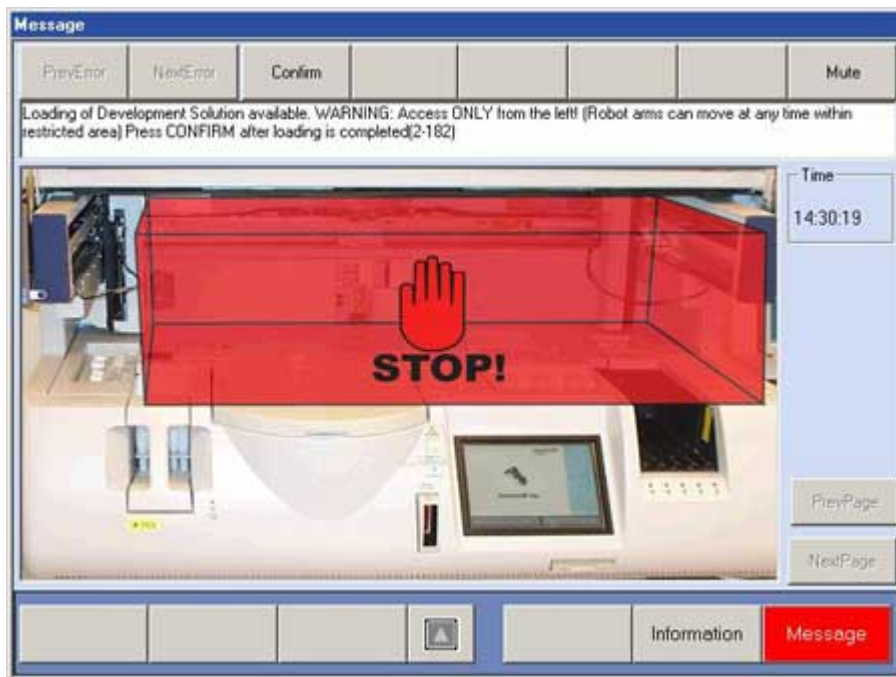 Message
PrevError NextError Confirm Mute
Loading of Development Solution available. WARNING: Access ONLY from the left! (Robot arms can move at any time within
restricted area) Press CONFIRM after loading is completed(2-182)
Time
14:30:19
STOP!
PrevPage
NextPage
Information Message